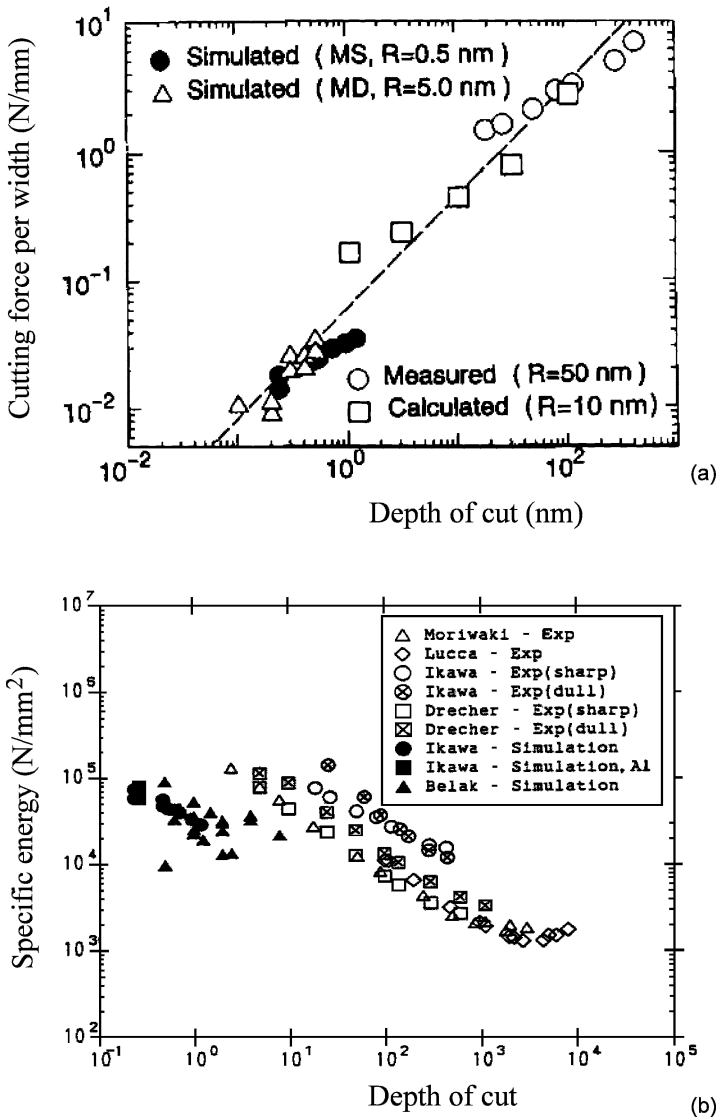 10¹
Simulated (MS, R=0.5 nm)
Simulated (MD, R=5.0 nm)
10⁰
10⁻¹
10⁻²
Measured (R=50 nm)
Calculated (R=10 nm)
Cutting force per width (N/mm)
10⁻² 10⁰ 10²
Depth of cut (nm)
(a)
10⁷
10⁶
10⁵
10⁴
10³
10²
Moriwaki - Exp
Lucca - Exp
Ikawa - Exp(sharp)
Ikawa - Exp(dull)
Drecher - Exp(sharp)
Drecher - Exp(dull)
Ikawa - Simulation
Ikawa - Simulation,Al
Belak - Simulation
Specific energy (N/mm²)
10⁻¹ 10⁰ 10¹ 10² 10³ 10⁴ 10⁵
Depth of cut
(b)